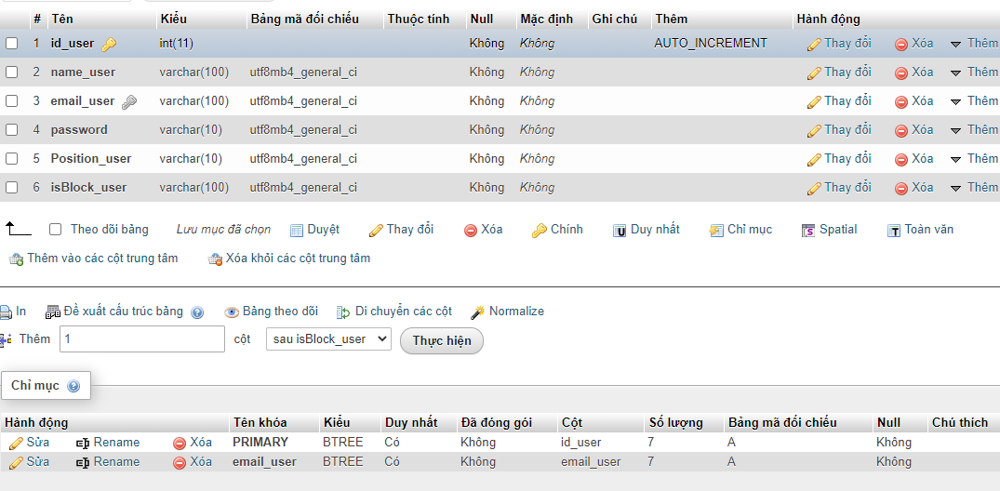 # Tên Kiểu Bảng mã đối chiếu Thuộc tính Null Mặc định Ghi chú Thêm Hành động
1 id_user int(11) Không Không AUTO_INCREMENT Thay đổi Xóa Thêm
2 name_user varchar(100) utf8mb4_general_ci Không Không Thay đổi Xóa Thêm
3 email_user varchar(100) utf8mb4_general_ci Không Không Thay đổi Xóa Thêm
4 password varchar(10) utf8mb4_general_ci Không Không Thay đổi Xóa Thêm
5 Position_user varchar(10) utf8mb4_general_ci Không Không Thay đổi Xóa Thêm
6 isBlock_user varchar(100) utf8mb4_general_ci Không Không Thay đổi Xóa Thêm
Theo dõi bảng Lưu mục đã chọn Duyệt Thay đổi Xóa Chính U Duy nhất Chỉ mục S Spatial T Toàn văn
Thêm vào các cột trung tâm Xóa khỏi các cột trung tâm
In Đề xuất cấu trúc bảng Bảng theo dõi Di chuyển các cột Normalize
Thêm 1 cột sau isBlock_user Thực hiện
Chỉ mục
Hành động Tên khóa Kiểu Duy nhất Đã đóng gói Cột Số lượng Bảng mã đối chiếu Null Chú thích
Sửa Rename Xóa PRIMARY BTREE Có Không id_user 7 A Không
Sửa Rename Xóa email_user BTREE Có Không email_user 7 A Không